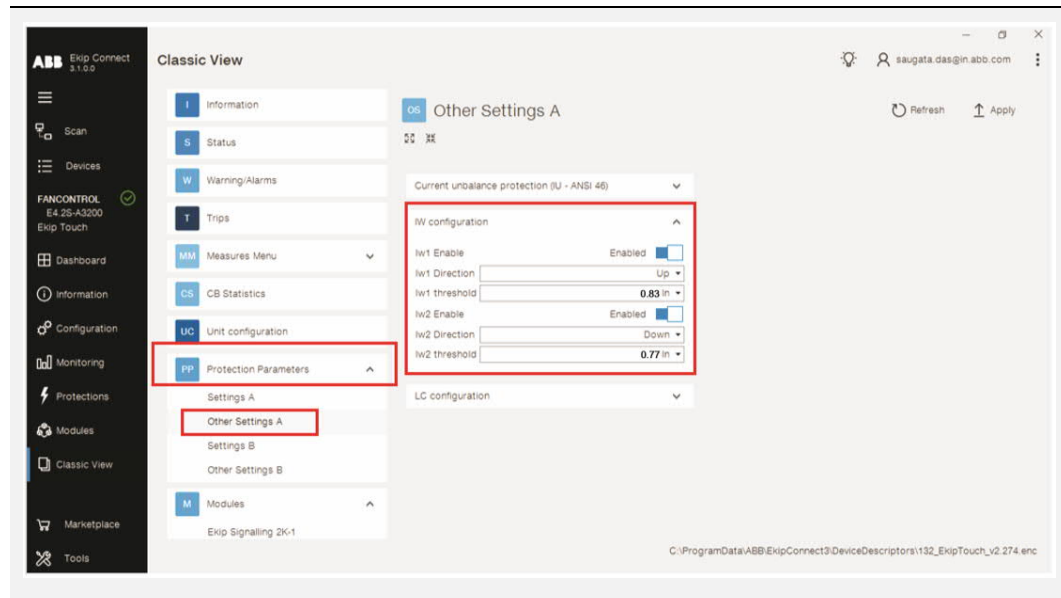 ABB Ekip Connect
3.1.0.0
Classic View
saugata.das@in.abb.com
Scan
Devices
FANCONTROL
E4.2S-A3200
Ekip Touch
Dashboard
Information
Configuration
Monitoring
Protections
Modules
Classic View
Marketplace
Tools
I Information
S Status
W Warning/Alarms
T Trips
MM Measures Menu
CS CB Statistics
UC Unit configuration
PP Protection Parameters
Settings A
Other Settings A
Settings B
Other Settings B
M Modules
Ekip Signalling 2K-1
OS Other Settings A
Refresh Apply
Current unbalance protection (IU - ANSI 46)
IW configuration
Iw1 Enable Enabled
Iw1 Direction Up
Iw1 threshold 0.83 In
Iw2 Enable Enabled
Iw2 Direction Down
Iw2 threshold 0.77 In
LC configuration
C:\ProgramData\ABB\EkipConnect3\DeviceDescriptors\132_EkipTouch_v2.274.enc